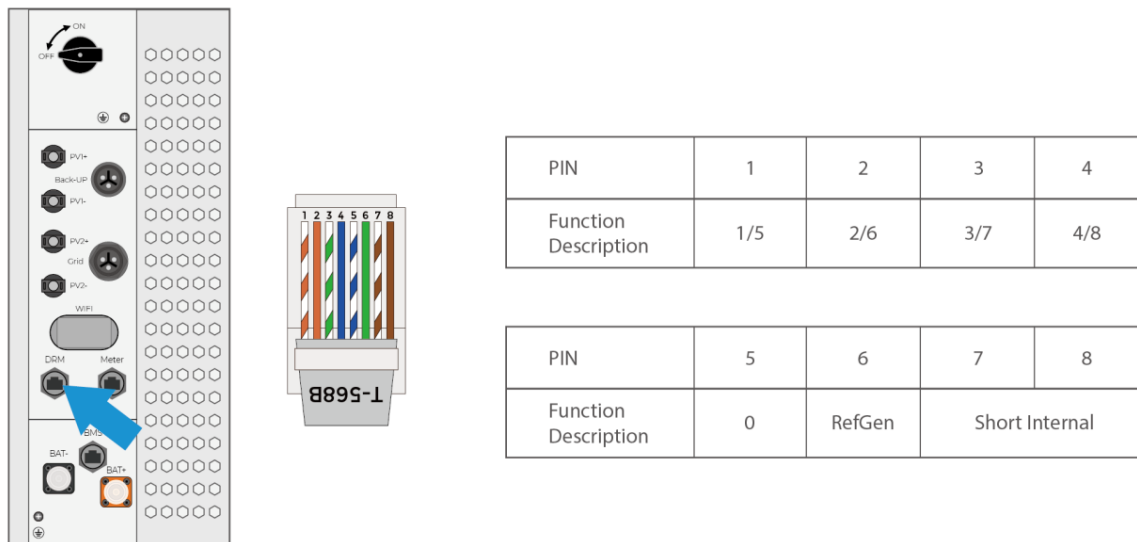 ON
OFF
PV1+
Back-UP
PV1-
PV2+
Grid
PV2-
WIFI
DRM Meter
BMS
BAT-
BAT+
1 2 3 4 5 6 7 8
T-568B
PIN 1 2 3 4
Function Description 1/5 2/6 3/7 4/8
PIN 5 6 7 8
Function Description 0 RefGen Short Internal